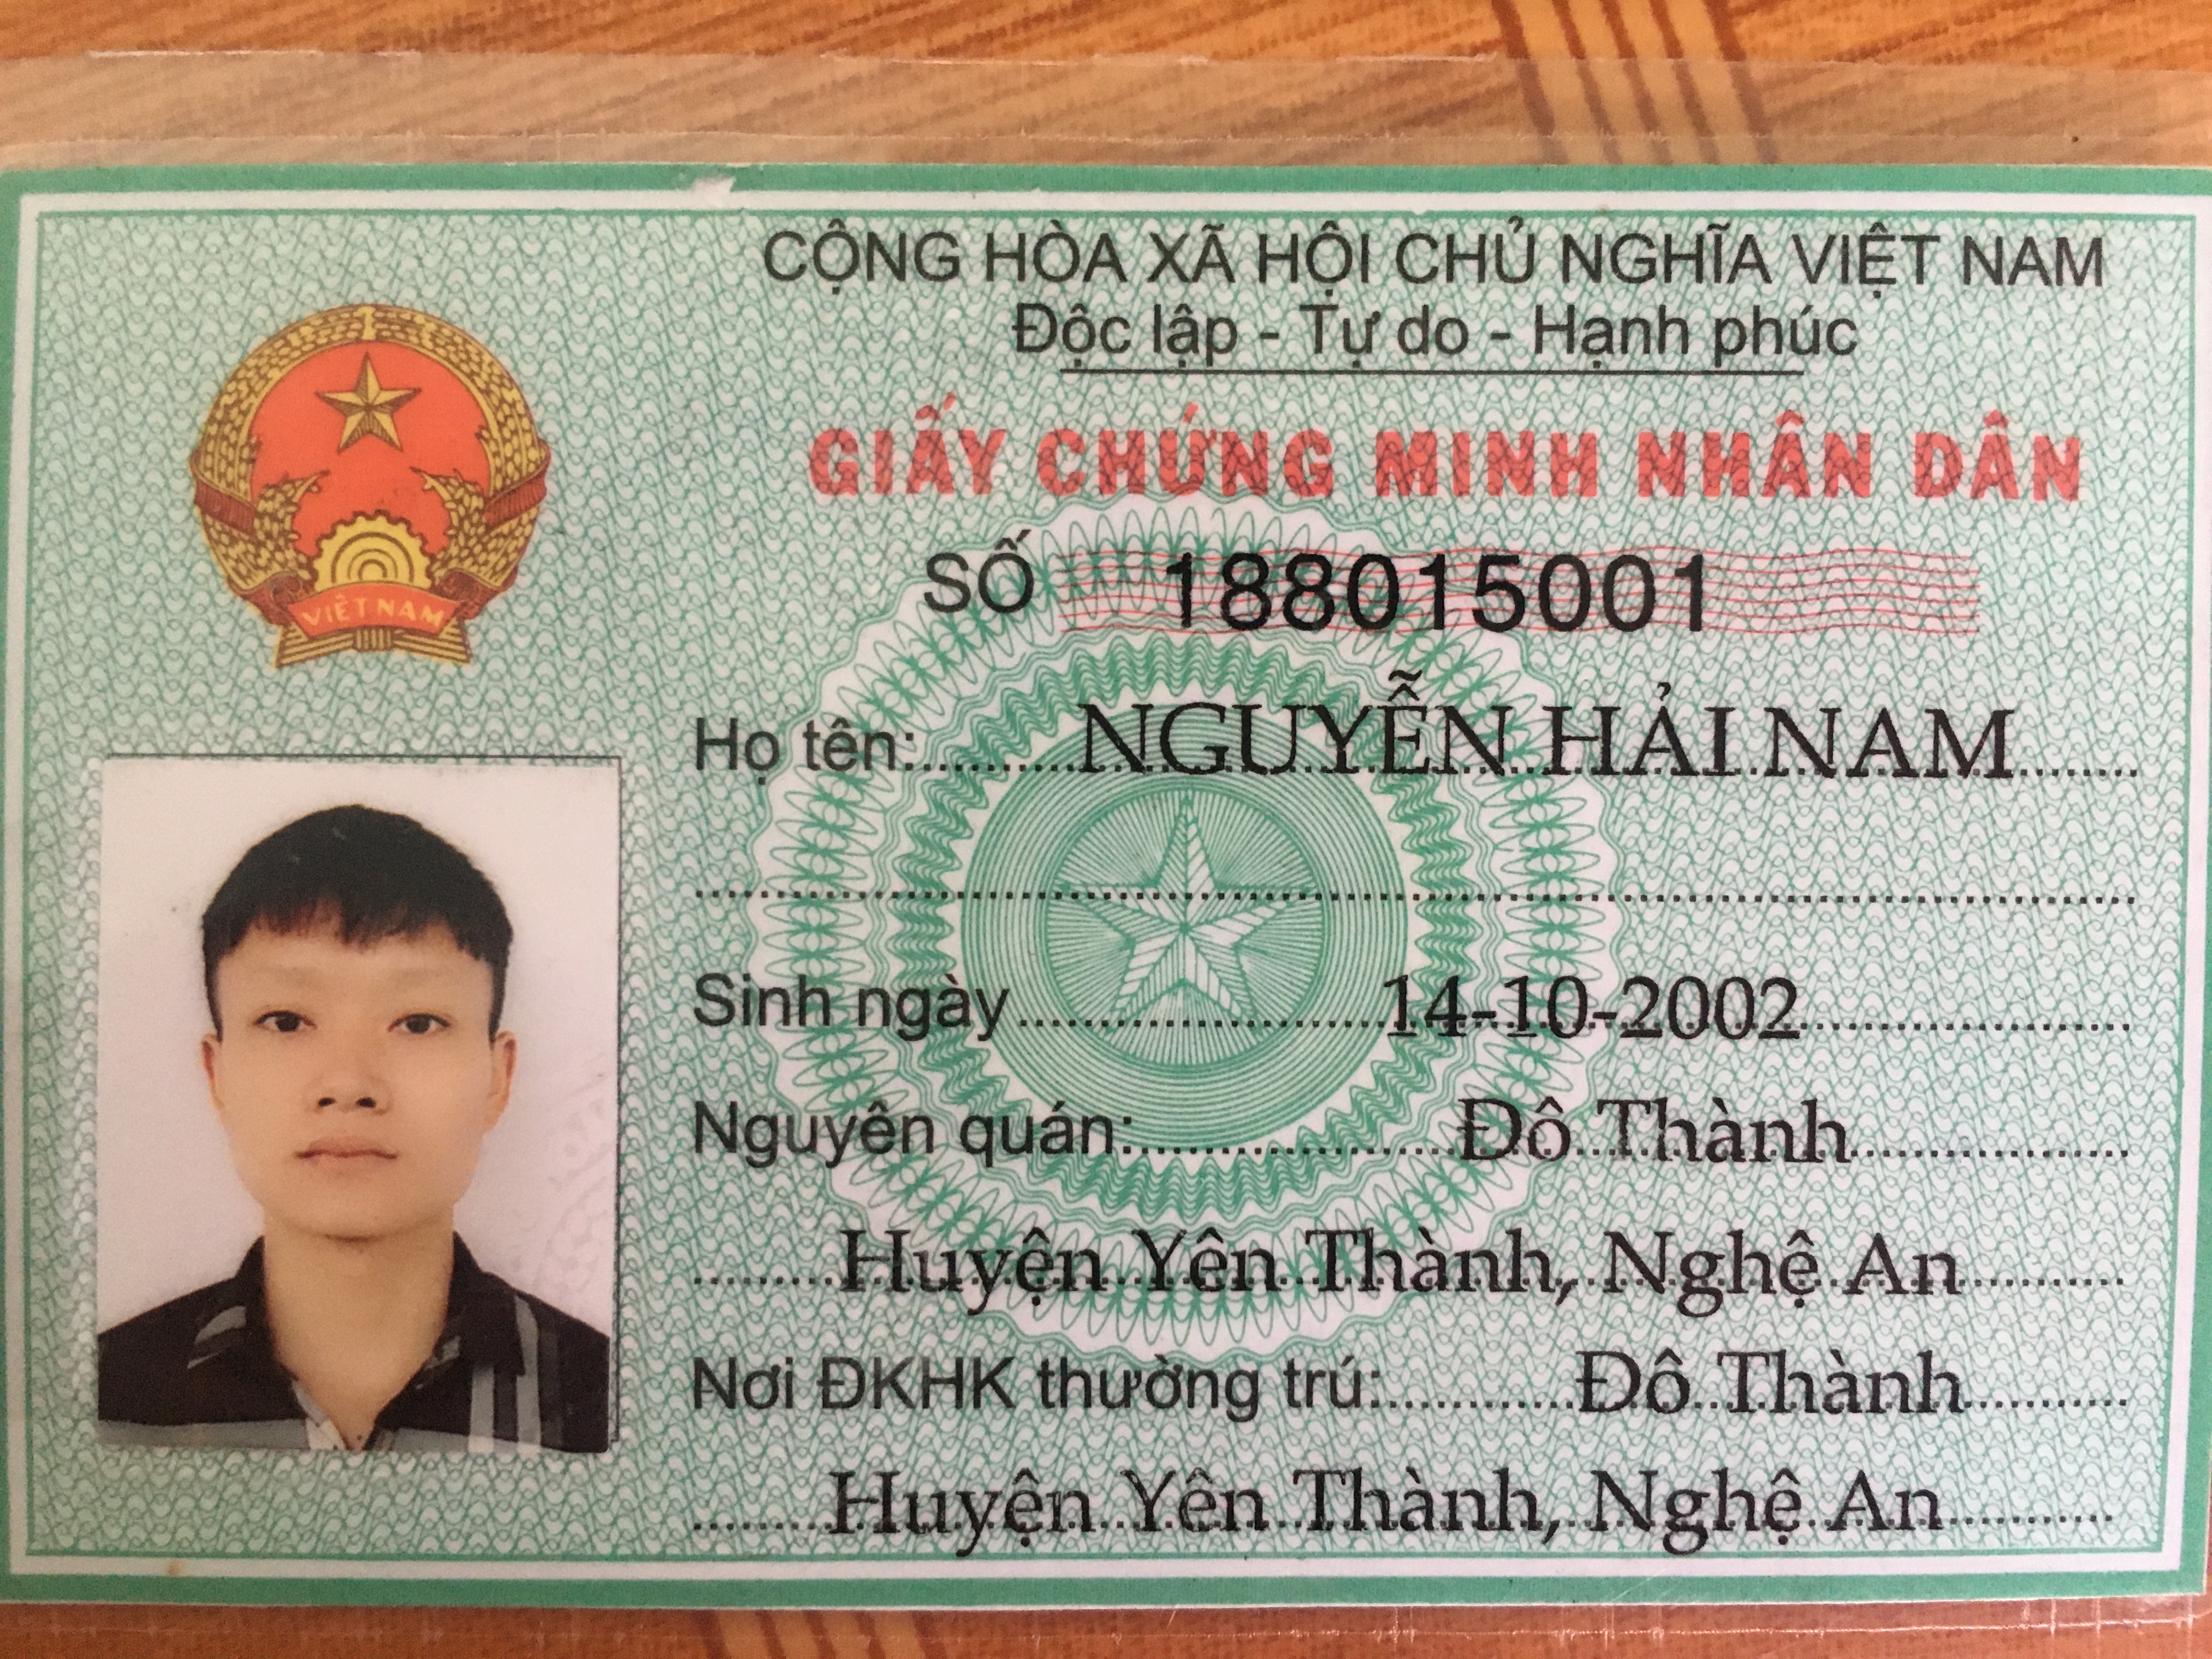 CỘNG HÒA XÃ HỘI CHỦ NGHĨA VIỆT NAM
Độc lập - Tự do - Hạnh phúc
GIẤY CHỨNG MINH NHÂN DÂN
SỐ 188015001
VIỆT NAM
Họ tên: NGUYỄN HẢI NAM
Sinh ngày 14-10-2002
Nguyên quán: Đô Thành
Huyện Yên Thành, Nghệ An
Nơi ĐKHK thường trú: Đô Thành
Huyện Yên Thành, Nghệ An